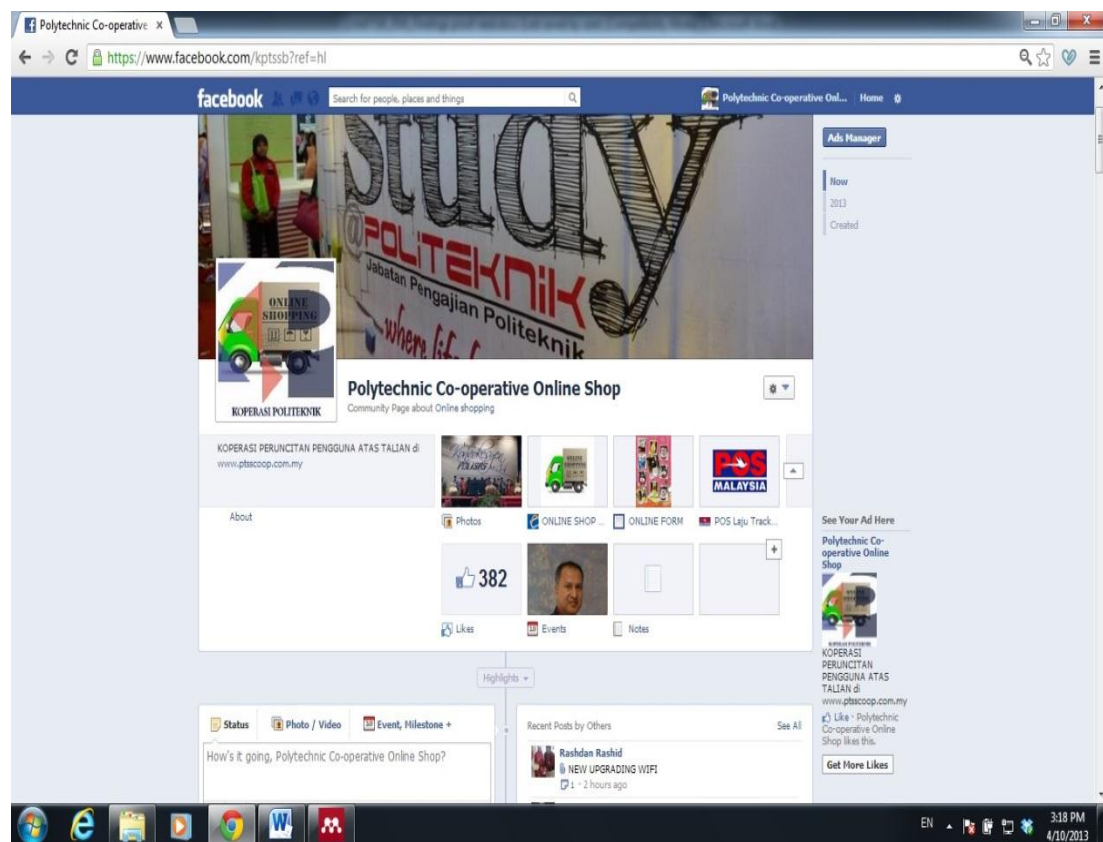 Polytechnic Co-operative
https://www.facebook.com/kptssb?ref=hl
facebook
Search for people, places and things
Polytechnic Co-operative Onl...
Home
study
@POLITEKNIK
Jabatan Pengajian Politeknik
where
ONLINE
SHOPPING
KOPERASI POLITEKNIK
Polytechnic Co-operative Online Shop
Community Page about Online shopping
KOPERASI PERUNCITAN PENGGUNA ATAS TALIAN di
www.ptsscoop.com.my
About
POS
MALAYSIA
Photos
ONLINE SHOP ...
ONLINE FORM
POS Laju Track...
382
Likes
Events
Notes
Highlights
Status
Photo / Video
Event, Milestone +
How's it going, Polytechnic Co-operative Online Shop?
Recent Posts by Others
See All
Rashdan Rashid
NEW UPGRADING WIFI
1 · 2 hours ago
Ads Manager
Now
2013
Created
See Your Ad Here
Polytechnic Co-
operative Online
Shop
KOPERASI
PERUNCITAN
PENGGUNA ATAS
TALIAN di
www.ptsscoop.com.my
Like · Polytechnic
Co-operative Online
Shop likes this.
Get More Likes
EN
3:18 PM
4/10/2013